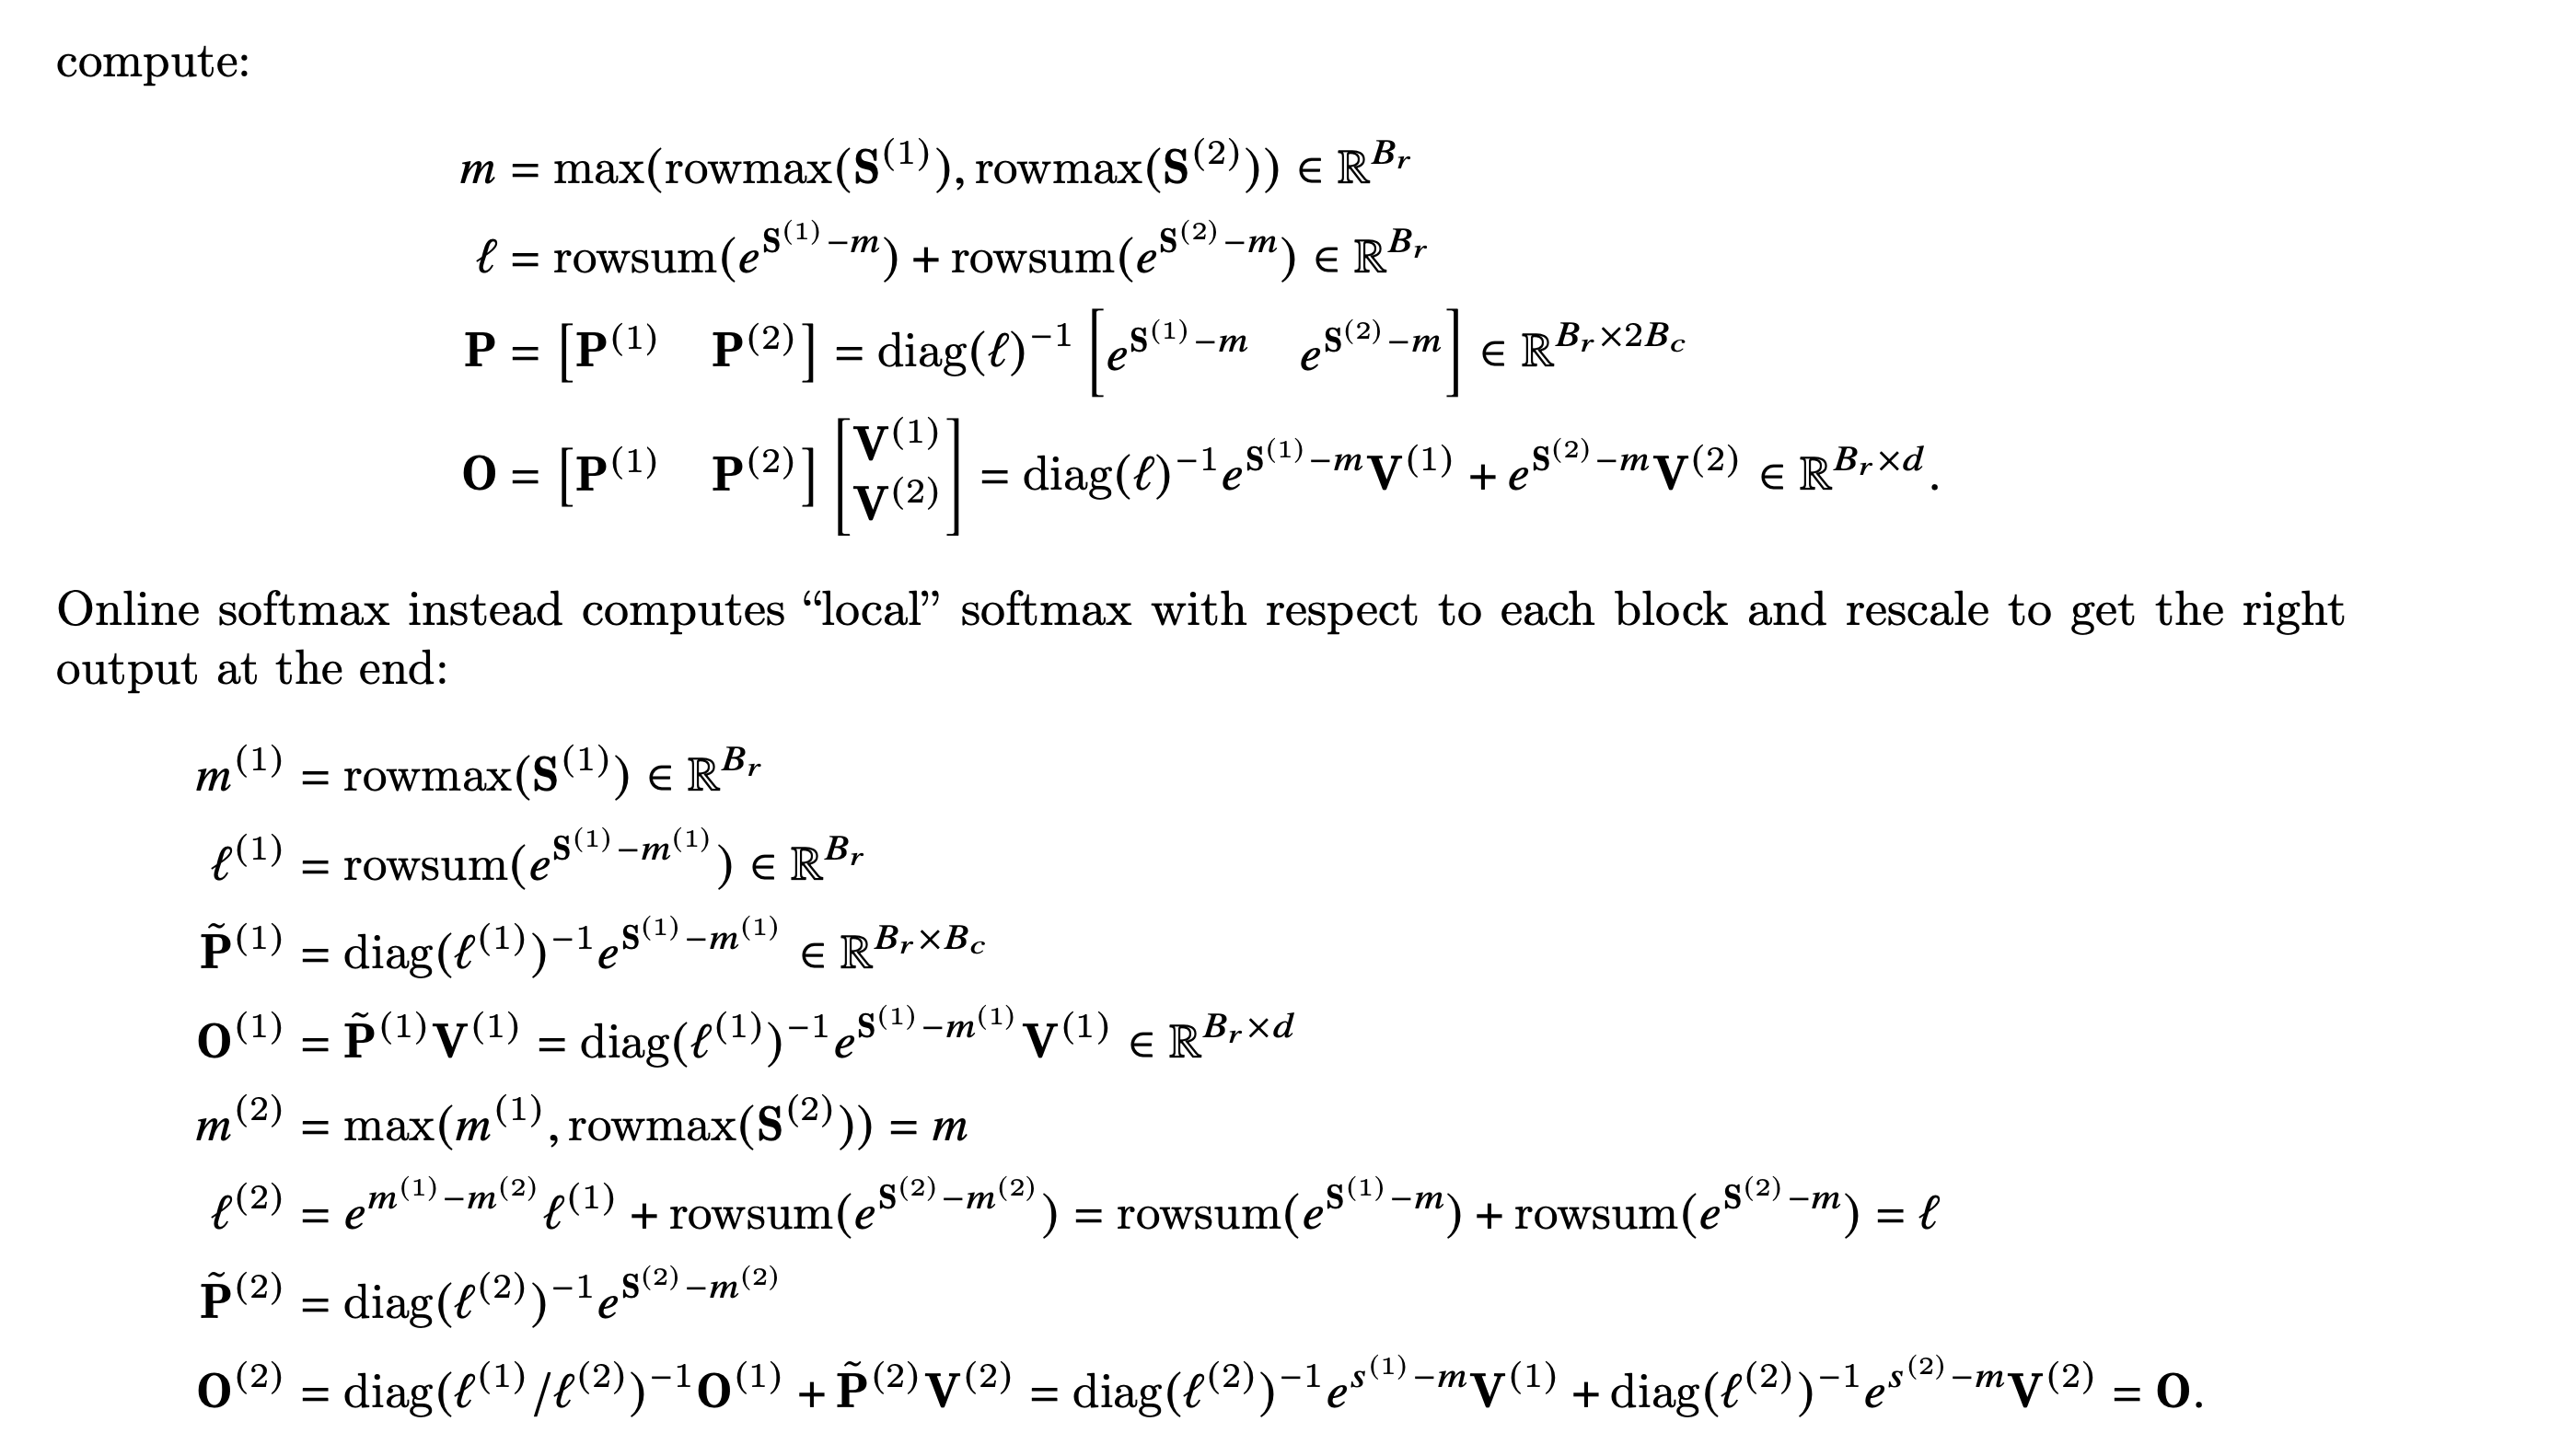 compute:
m = max(rowmax(S^{(1)}), rowmax(S^{(2)})) ∈ ℝ^{B_r}
ℓ = rowsum(e^{S^{(1)}−m}) + rowsum(e^{S^{(2)}−m}) ∈ ℝ^{B_r}
P = [P^{(1)} P^{(2)}] = diag(ℓ)^{−1} [e^{S^{(1)}−m} e^{S^{(2)}−m}] ∈ ℝ^{B_r×2B_c}
O = [P^{(1)} P^{(2)}] [V^{(1)} V^{(2)}] = diag(ℓ)^{−1}e^{S^{(1)}−m}V^{(1)} + e^{S^{(2)}−m}V^{(2)} ∈ ℝ^{B_r×d}.
Online softmax instead computes “local” softmax with respect to each block and rescale to get the right
output at the end:
m^{(1)} = rowmax(S^{(1)}) ∈ ℝ^{B_r}
ℓ^{(1)} = rowsum(e^{S^{(1)}−m^{(1)}}) ∈ ℝ^{B_r}
P̃^{(1)} = diag(ℓ^{(1)})^{−1}e^{S^{(1)}−m^{(1)}} ∈ ℝ^{B_r×B_c}
O^{(1)} = P̃^{(1)}V^{(1)} = diag(ℓ^{(1)})^{−1}e^{S^{(1)}−m^{(1)}}V^{(1)} ∈ ℝ^{B_r×d}
m^{(2)} = max(m^{(1)}, rowmax(S^{(2)})) = m
ℓ^{(2)} = e^{m^{(1)}−m^{(2)}}ℓ^{(1)} + rowsum(e^{S^{(2)}−m^{(2)}}) = rowsum(e^{S^{(1)}−m}) + rowsum(e^{S^{(2)}−m}) = ℓ
P̃^{(2)} = diag(ℓ^{(2)})^{−1}e^{S^{(2)}−m^{(2)}}
O^{(2)} = diag(ℓ^{(1)}/ℓ^{(2)})^{−1}O^{(1)} + P̃^{(2)}V^{(2)} = diag(ℓ^{(2)})^{−1}e^{s^{(1)}−m}V^{(1)} + diag(ℓ^{(2)})^{−1}e^{s^{(2)}−m}V^{(2)} = O.